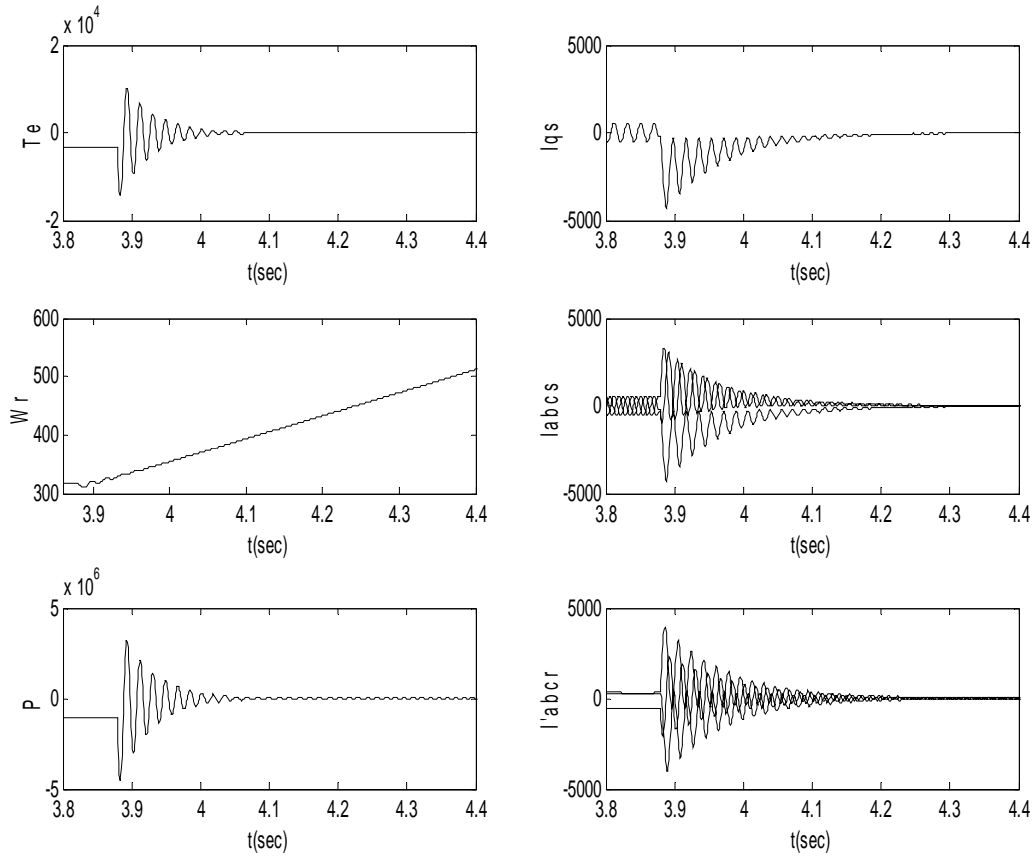 x 10^4
2
0
-2
Te
3.8 3.9 4 4.1 4.2 4.3 4.4
t(sec)
5000
0
-5000
Iqs
3.8 3.9 4 4.1 4.2 4.3 4.4
t(sec)
600
500
400
300
Wr
3.9 4 4.1 4.2 4.3 4.4
t(sec)
5000
0
-5000
Iabcs
3.8 3.9 4 4.1 4.2 4.3 4.4
t(sec)
x 10^6
5
0
-5
P
3.8 3.9 4 4.1 4.2 4.3 4.4
t(sec)
5000
0
-5000
I'abcr
3.8 3.9 4 4.1 4.2 4.3 4.4
t(sec)